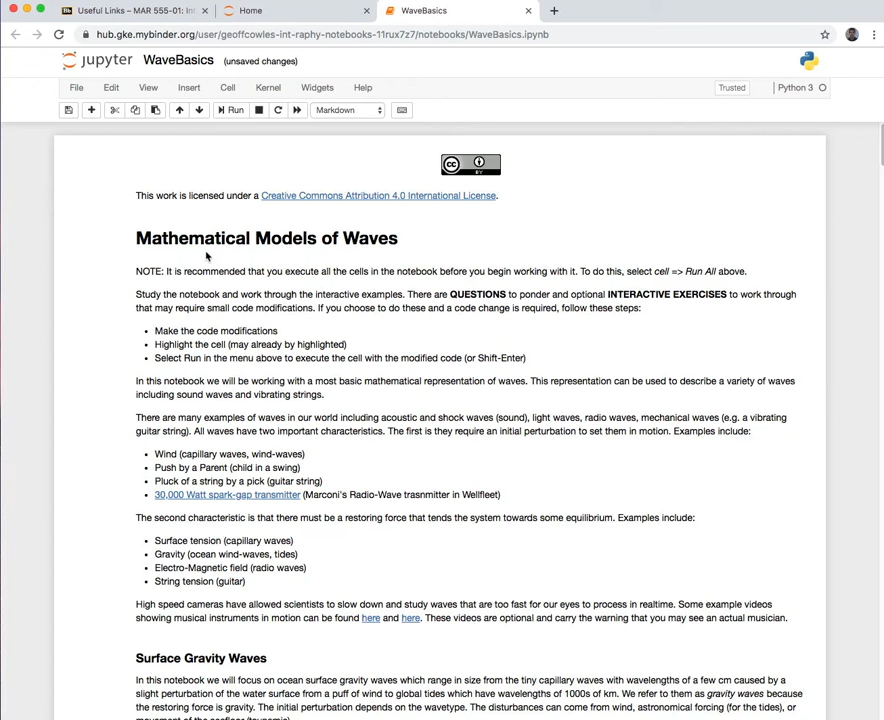 Useful Links – MAR 555-01: Int
Home
WaveBasics
hub.gke.mybinder.org/user/geoffcowles-int-raphy-notebooks-11rux7z7/notebooks/WaveBasics.ipynb
jupyter WaveBasics (unsaved changes)
File Edit View Insert Cell Kernel Widgets Help Trusted Python 3
Run Markdown
CC BY
This work is licensed under a Creative Commons Attribution 4.0 International License.
Mathematical Models of Waves
NOTE: It is recommended that you execute all the cells in the notebook before you begin working with it. To do this, select cell => Run All above.
Study the notebook and work through the interactive examples. There are QUESTIONS to ponder and optional INTERACTIVE EXERCISES to work through
that may require small code modifications. If you choose to do these and a code change is required, follow these steps:
• Make the code modifications
• Highlight the cell (may already by highlighted)
• Select Run in the menu above to execute the cell with the modified code (or Shift-Enter)
In this notebook we will be working with a most basic mathematical representation of waves. This representation can be used to describe a variety of waves
including sound waves and vibrating strings.
There are many examples of waves in our world including acoustic and shock waves (sound), light waves, radio waves, mechanical waves (e.g. a vibrating
guitar string). All waves have two important characteristics. The first is they require an initial perturbation to set them in motion. Examples include:
• Wind (capillary waves, wind-waves)
• Push by a Parent (child in a swing)
• Pluck of a string by a pick (guitar string)
• 30,000 Watt spark-gap transmitter (Marconi's Radio-Wave trasnmitter in Wellfleet)
The second characteristic is that there must be a restoring force that tends the system towards some equilibrium. Examples include:
• Surface tension (capillary waves)
• Gravity (ocean wind-waves, tides)
• Electro-Magnetic field (radio waves)
• String tension (guitar)
High speed cameras have allowed scientists to slow down and study waves that are too fast for our eyes to process in realtime. Some example videos
showing musical instruments in motion can be found here and here. These videos are optional and carry the warning that you may see an actual musician.
Surface Gravity Waves
In this notebook we will focus on ocean surface gravity waves which range in size from the tiny capillary waves with wavelengths of a few cm caused by a
slight perturbation of the water surface from a puff of wind to global tides which have wavelengths of 1000s of km. We refer to them as gravity waves because
the restoring force is gravity. The initial perturbation depends on the wavetype. The disturbances can come from wind, astronomical forcing (for the tides), or
movement of the seafloor (tsunamis).